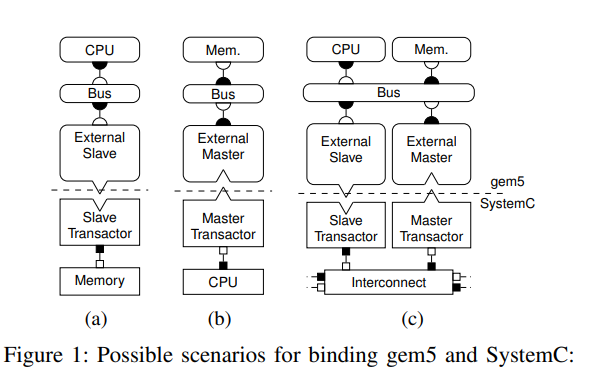 CPU
Bus
External
Slave
Slave
Transactor
Memory
(a)
Mem.
Bus
External
Master
Master
Transactor
CPU
(b)
CPU
Mem.
Bus
External
Slave
External
Master
gem5
SystemC
Slave
Transactor
Master
Transactor
Interconnect
(c)
Figure 1: Possible scenarios for binding gem5 and SystemC: